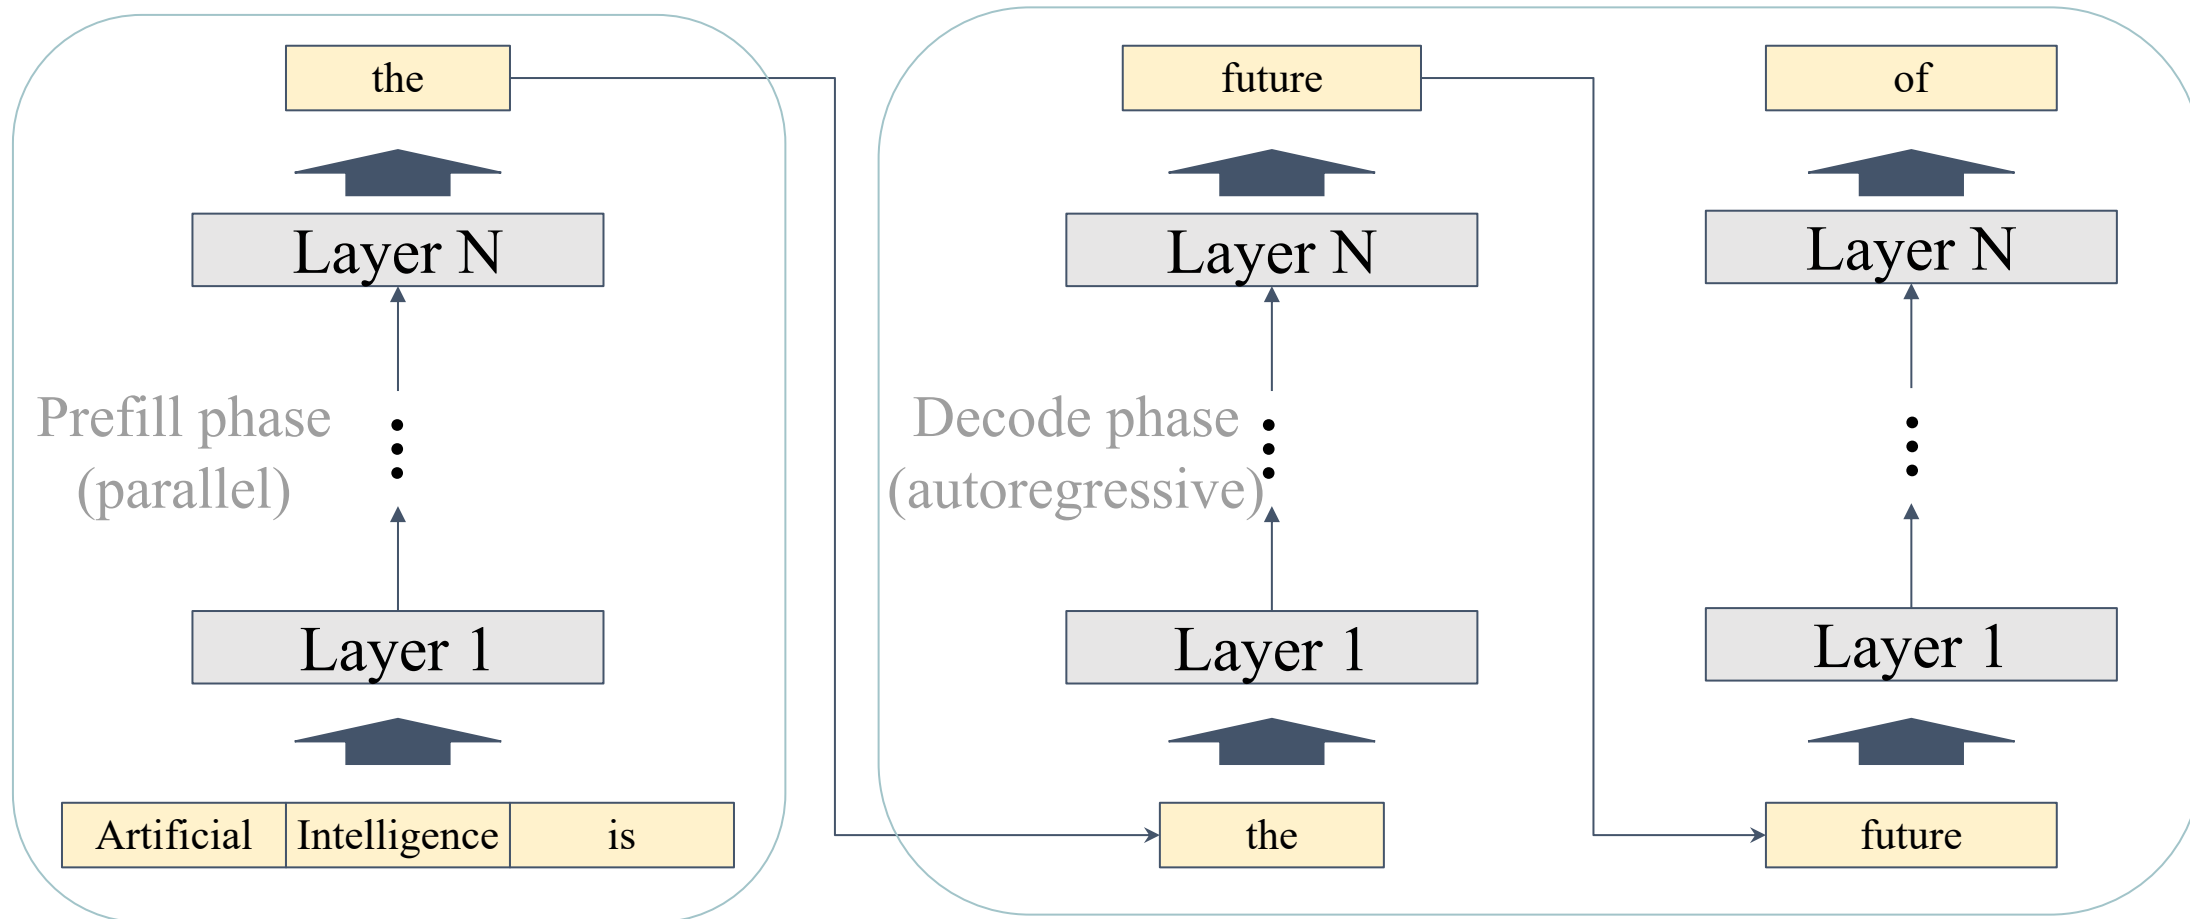 the
Layer N
Prefill phase
(parallel)
Layer 1
Artificial
Intelligence
is
future
Layer N
Decode phase
(autoregressive)
Layer 1
the
of
Layer N
Layer 1
future